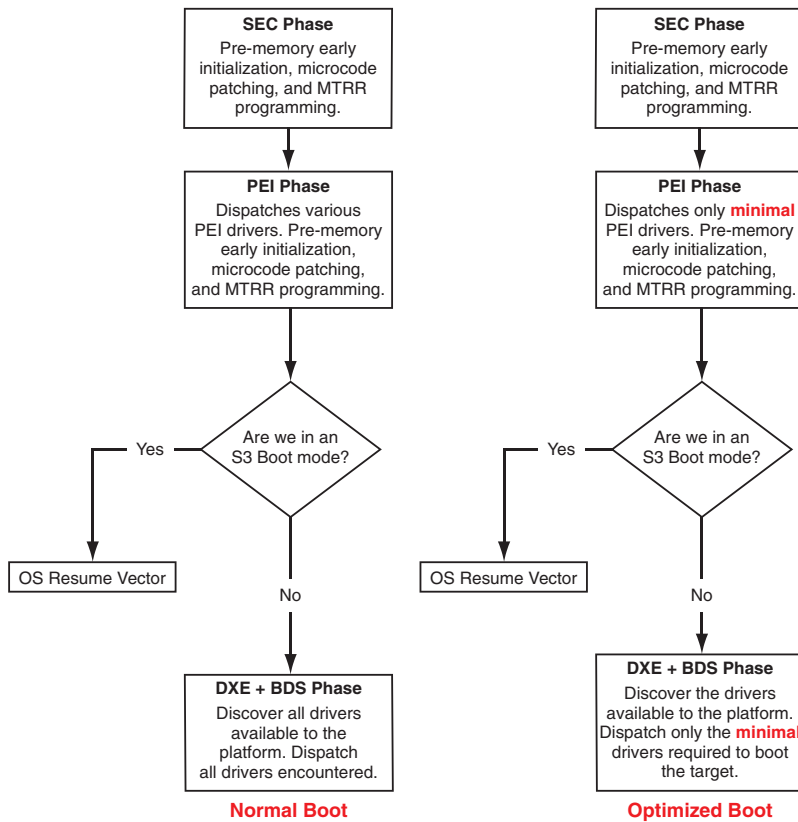 SEC Phase
Pre-memory early
initialization, microcode
patching, and MTRR
programming.
PEI Phase
Dispatches various
PEI drivers. Pre-memory
early initialization,
microcode patching,
and MTRR programming.
Are we in an
S3 Boot mode?
Yes
OS Resume Vector
No
DXE + BDS Phase
Discover all drivers
available to the
platform. Dispatch
all drivers encountered.
Normal Boot
SEC Phase
Pre-memory early
initialization, microcode
patching, and MTRR
programming.
PEI Phase
Dispatches only minimal
PEI drivers. Pre-memory
early initialization,
microcode patching,
and MTRR programming.
Are we in an
S3 Boot mode?
Yes
OS Resume Vector
No
DXE + BDS Phase
Discover the drivers
available to the platform.
Dispatch only the minimal
drivers required to boot
the target.
Optimized Boot